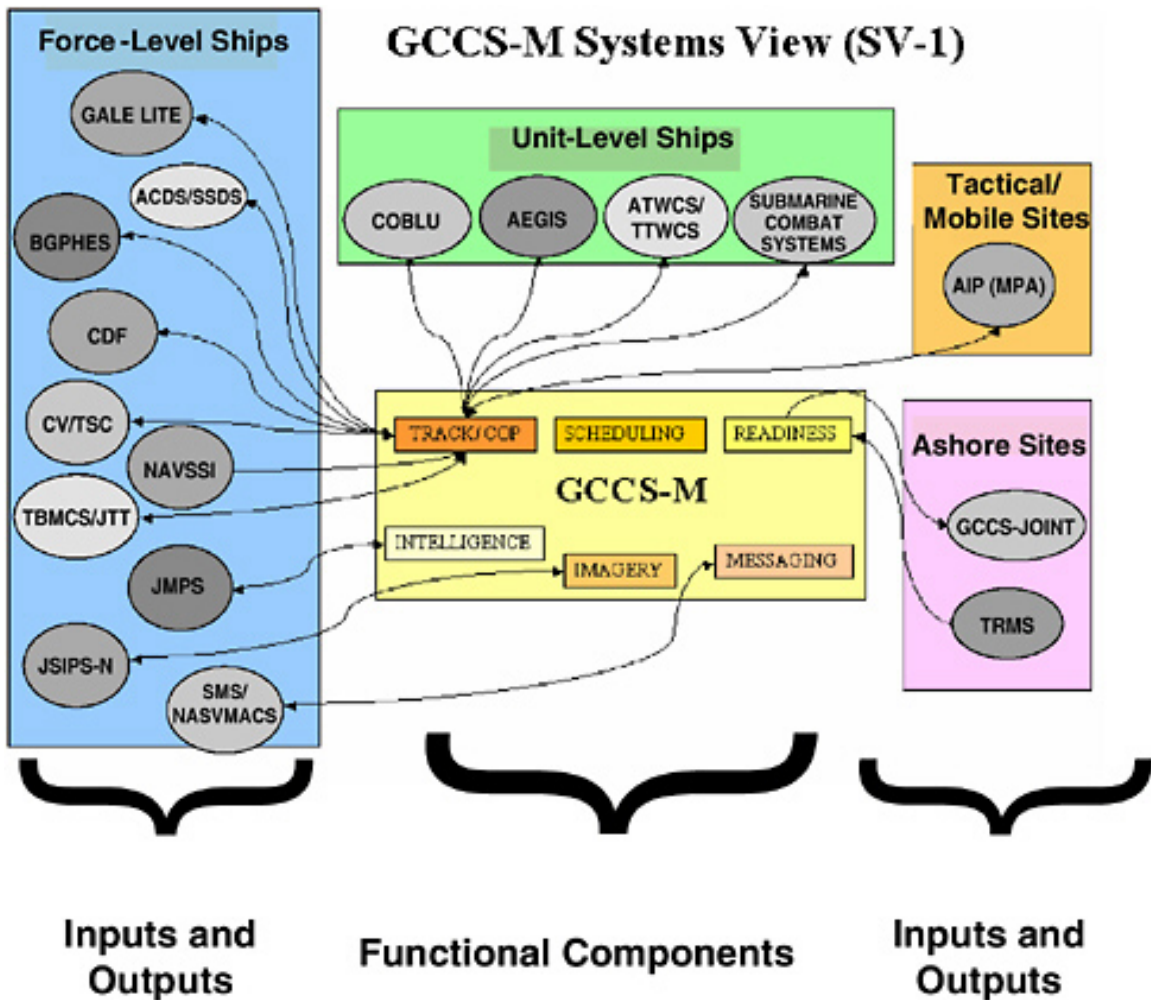 Force-Level Ships
GCCS-M Systems View (SV-1)
GALE LITE
ACDS/SSDS
BGPHES
CDF
CV/TSC
NAVSSI
TBMCS/JTT
JMPS
JSIPS-N
SMS/
NASVMACS
Unit-Level Ships
COBLU
AEGIS
ATWCS/
TTWCS
SUBMARINE
COMBAT
SYSTEMS
Tactical/
Mobile Sites
AIP (MPA)
TRACK/COP
SCHEDULING
READINESS
GCCS-M
INTELLIGENCE
IMAGERY
MESSAGING
Ashore Sites
GCCS-JOINT
TRMS
Inputs and
Outputs
Functional Components
Inputs and
Outputs